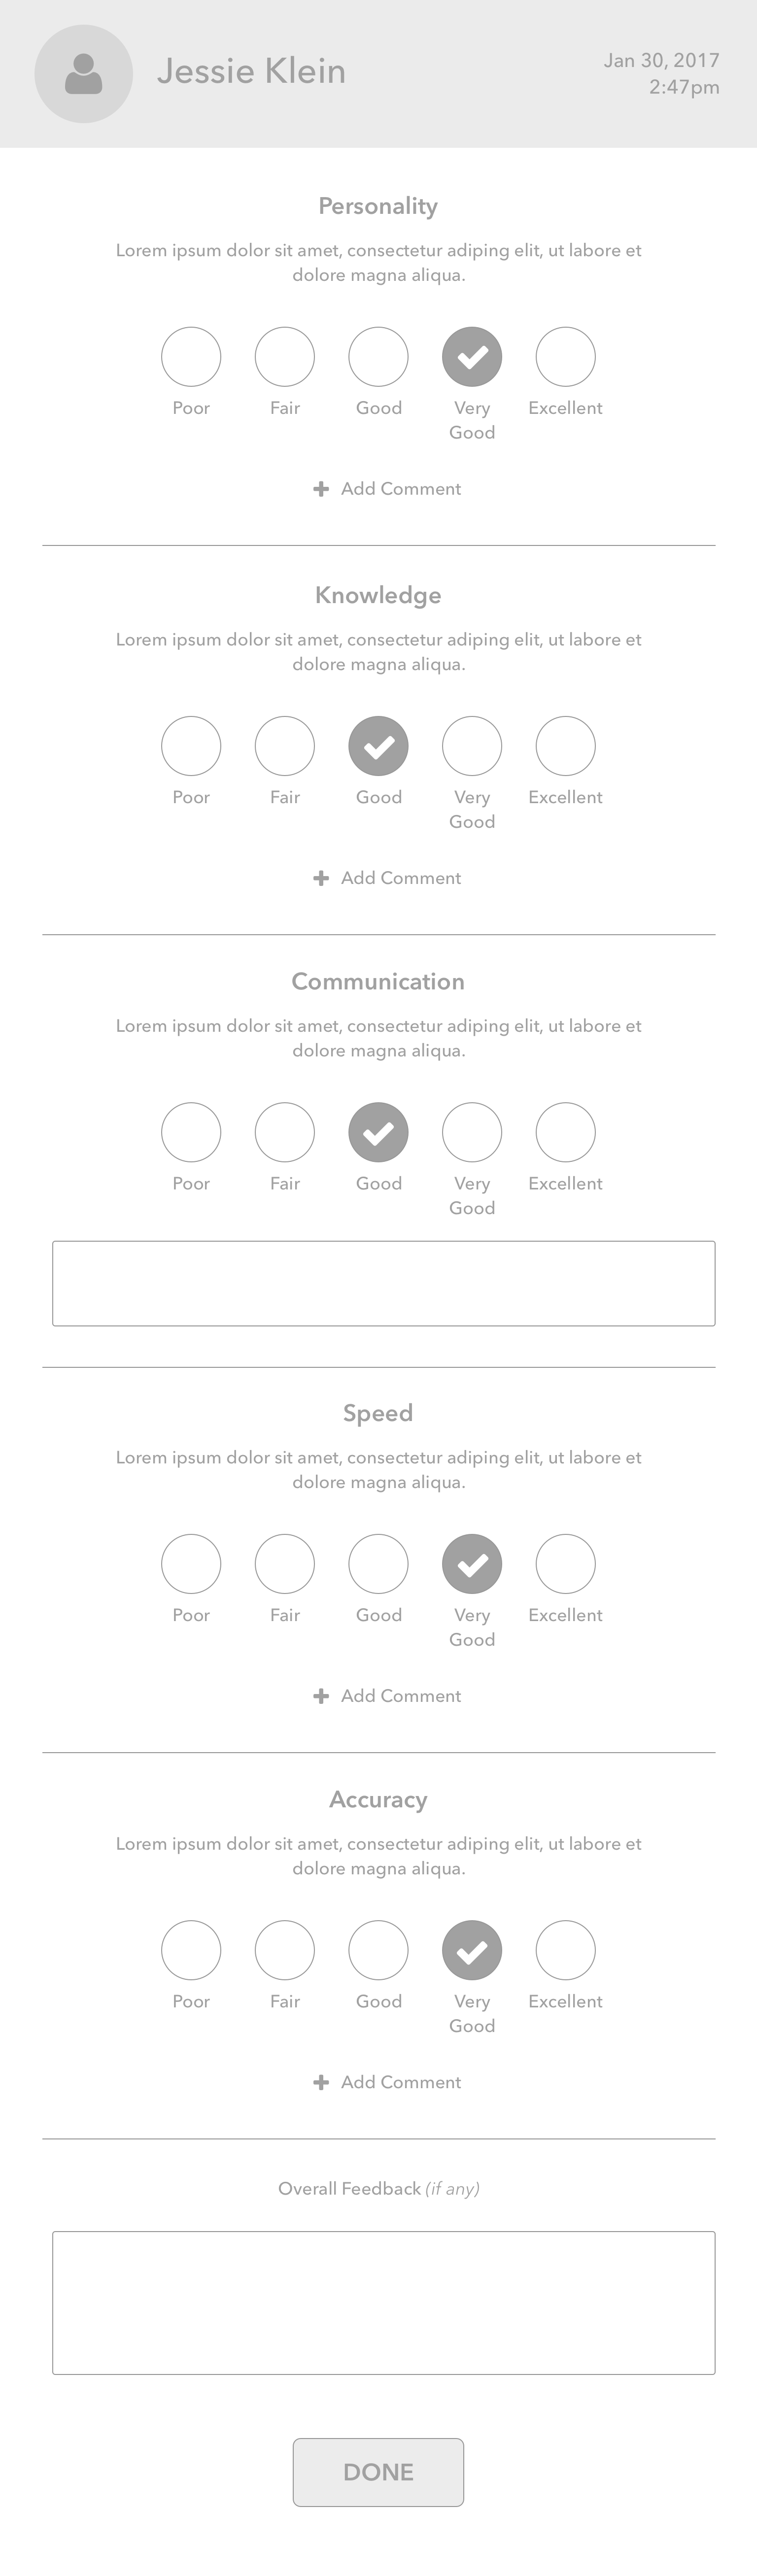 Jessie Klein
Jan 30, 2017
2:47pm
Personality
Lorem ipsum dolor sit amet, consectetur adiping elit, ut labore et
dolore magna aliqua.
Poor Fair Good Very Excellent
Good
Add Comment
Knowledge
Lorem ipsum dolor sit amet, consectetur adiping elit, ut labore et
dolore magna aliqua.
Poor Fair Good Very Excellent
Good
Add Comment
Communication
Lorem ipsum dolor sit amet, consectetur adiping elit, ut labore et
dolore magna aliqua.
Poor Fair Good Very Excellent
Good
Speed
Lorem ipsum dolor sit amet, consectetur adiping elit, ut labore et
dolore magna aliqua.
Poor Fair Good Very Excellent
Good
Add Comment
Accuracy
Lorem ipsum dolor sit amet, consectetur adiping elit, ut labore et
dolore magna aliqua.
Poor Fair Good Very Excellent
Good
Add Comment
Overall Feedback (if any)
DONE